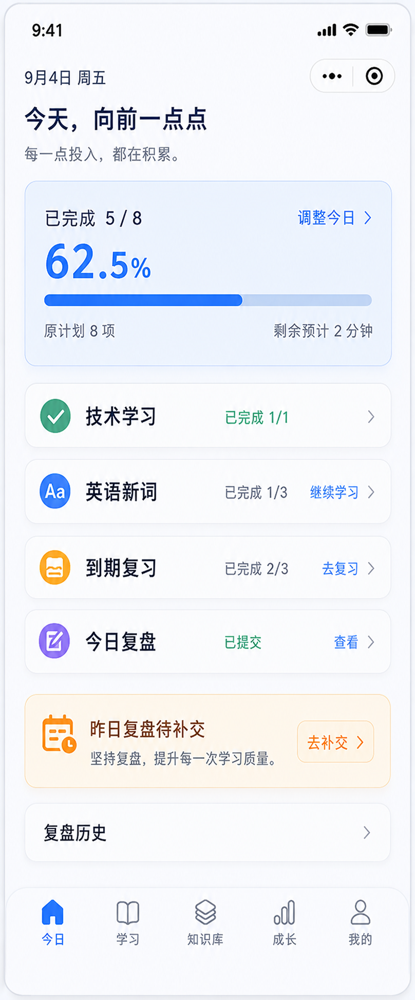 9:41
9月4日 周五
今天，向前一点点
每一点投入，都在积累。
已完成 5 / 8
调整今日
62.5%
原计划 8 项
剩余预计 2 分钟
技术学习
已完成 1/1
Aa
英语新词
已完成 1/3
继续学习
到期复习
已完成 2/3
去复习
今日复盘
已提交
查看
昨日复盘待补交
坚持复盘，提升每一次学习质量。
去补交
复盘历史
今日
学习
知识库
成长
我的